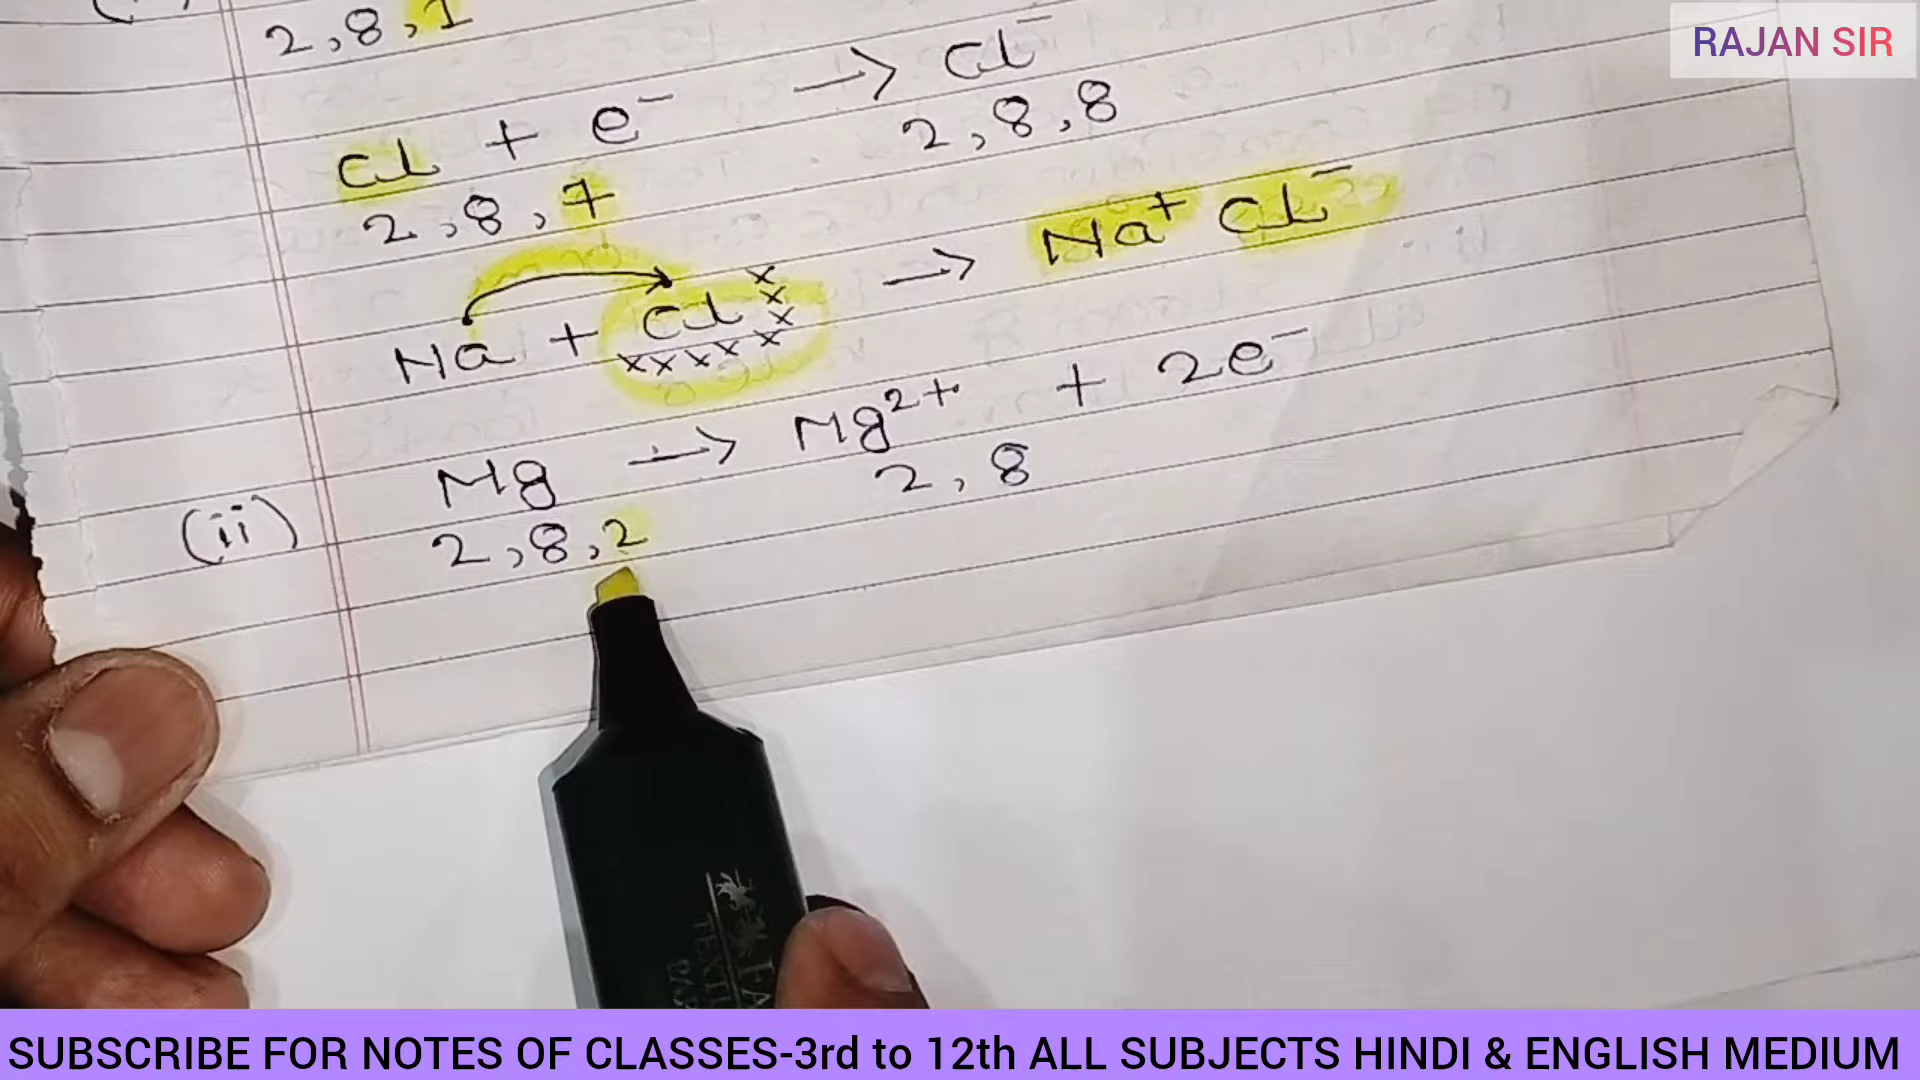 RAJAN SIR
2,8,1
Cl + e⁻ → Cl⁻
2,8,7 2,8,8
Na + Cl → Na⁺ Cl⁻
××××××××
(ii) Mg → Mg²⁺ + 2e⁻
2,8,2 2,8
SUBSCRIBE FOR NOTES OF CLASSES-3rd to 12th ALL SUBJECTS HINDI & ENGLISH MEDIUM